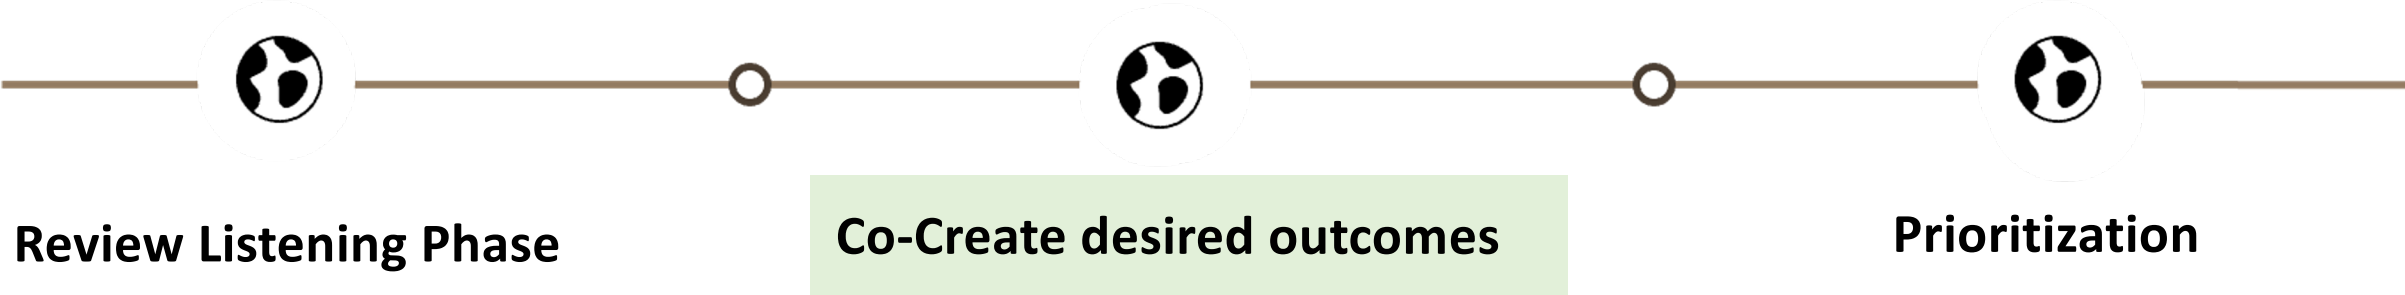 Review Listening Phase
Co-Create desired outcomes
Prioritization